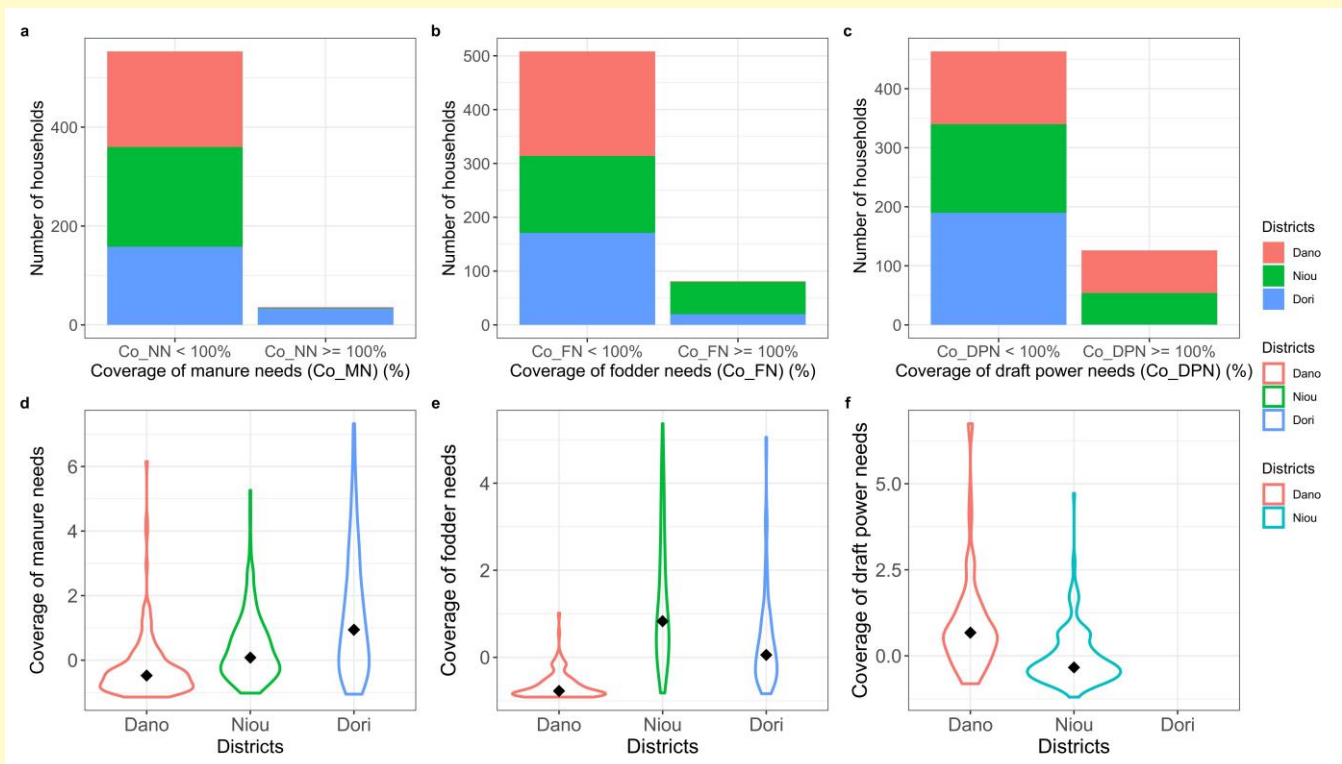 a
b
c
Number of households
400
200
0
Co_NN < 100%
Co_NN >= 100%
Coverage of manure needs (Co_MN) (%)
Number of households
500
400
300
200
100
0
Co_FN < 100%
Co_FN >= 100%
Coverage of fodder needs (Co_FN) (%)
Number of households
400
300
200
100
0
Co_DPN < 100%
Co_DPN >= 100%
Coverage of draft power needs (Co_DPN) (%)
Districts
Dano
Niou
Dori
Districts
Dano
Niou
Dori
Districts
Dano
Niou
d
e
f
Coverage of manure needs
6
4
2
0
Dano
Niou
Dori
Districts
Coverage of fodder needs
4
2
0
Dano
Niou
Dori
Districts
Coverage of draft power needs
5.0
2.5
0.0
Dano
Niou
Dori
Districts